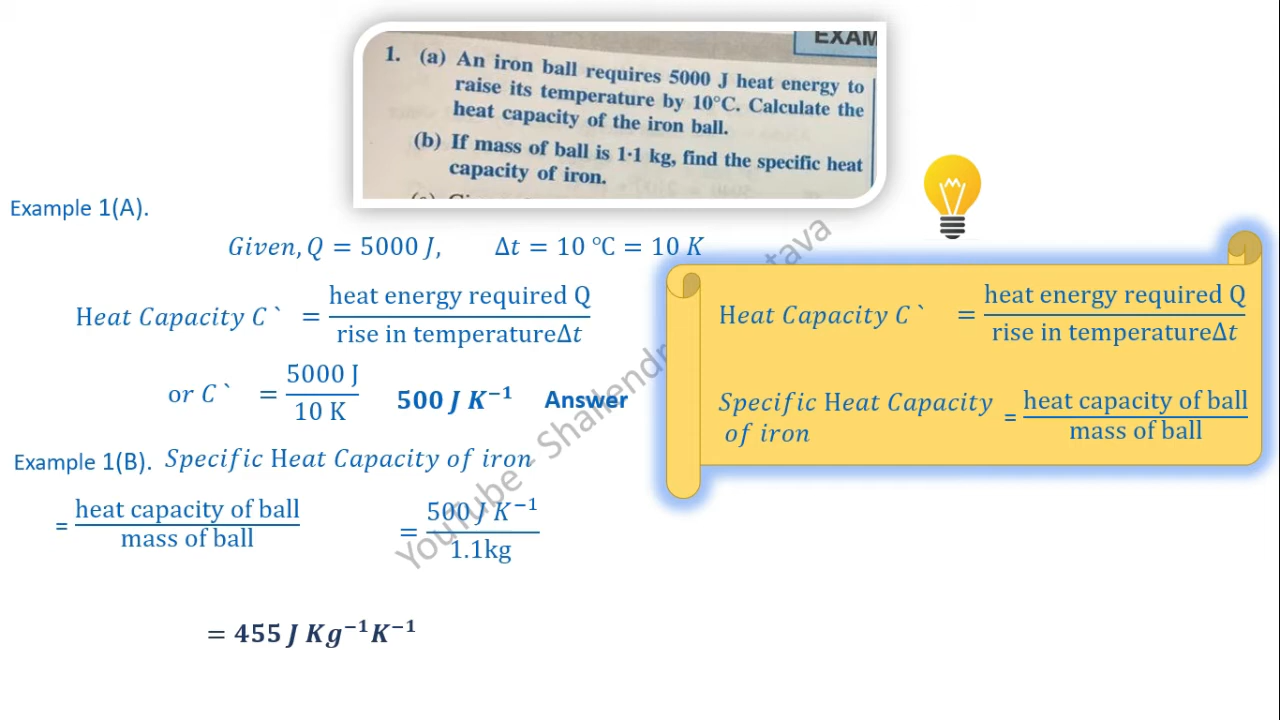 EXAM
1. (a) An iron ball requires 5000 J heat energy to
raise its temperature by 10°C. Calculate the
heat capacity of the iron ball.
(b) If mass of ball is 1·1 kg, find the specific heat
capacity of iron.
Example 1(A).
Given, Q = 5000 J, Δt = 10 °C = 10 K
Heat Capacity C` = heat energy required Q / rise in temperatureΔt
or C` = 5000 J / 10 K 500 J K⁻¹ Answer
Example 1(B). Specific Heat Capacity of iron
= heat capacity of ball / mass of ball = 500 J K⁻¹ / 1.1kg
= 455 J Kg⁻¹K⁻¹
Heat Capacity C` = heat energy required Q / rise in temperatureΔt
Specific Heat Capacity of iron = heat capacity of ball / mass of ball
YouTube - Shailendr
tava